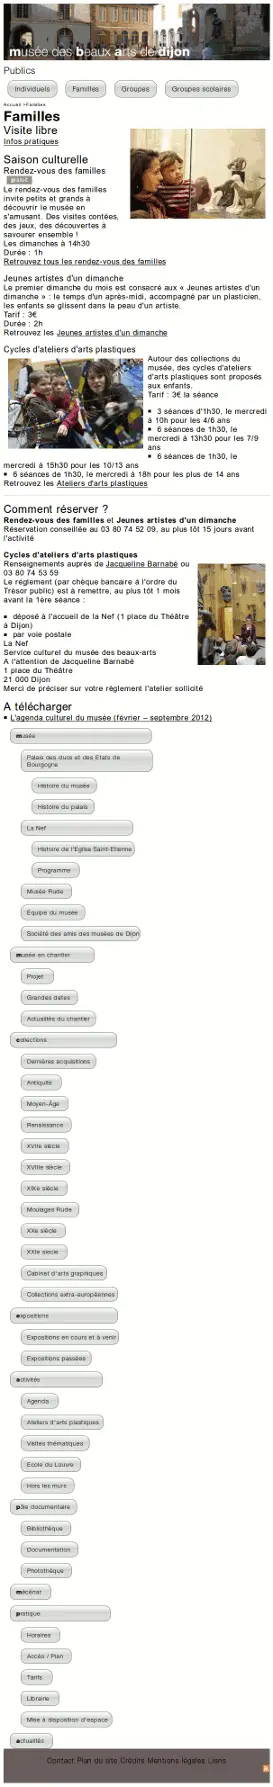 musée des beaux arts de dijon
Publics
Individuels Familles Groupes Groupes scolaires
Accueil > Familles
Familles
Visite libre
Infos pratiques
Saison culturelle
Rendez-vous des familles
Le rendez-vous des familles
invite petits et grands à
découvrir le musée en
s'amusant. Des visites contées,
des jeux, des découvertes à
savourer ensemble !
Les dimanches à 14h30
Durée : 1h
Retrouvez tous les rendez-vous des familles
Jeunes artistes d'un dimanche
Le premier dimanche du mois est consacré aux « Jeunes artistes d'un
dimanche » : le temps d'un après-midi, accompagné par un plasticien,
les enfants se glissent dans la peau d'un artiste.
Tarif : 3€
Durée : 2h
Retrouvez les Jeunes artistes d'un dimanche
Cycles d'ateliers d'arts plastiques
Autour des collections du
musée, des cycles d'ateliers
d'arts plastiques sont proposés
aux enfants.
Tarif : 3€ la séance
• 3 séances d'1h30, le mercredi
à 10h pour les 4/6 ans
• 6 séances de 1h30, le
mercredi à 13h30 pour les 7/9
ans
• 6 séances de 1h30, le
mercredi à 15h30 pour les 10/13 ans
• 6 séances de 1h30, le mercredi à 18h pour les plus de 14 ans
Retrouvez les Ateliers d'arts plastiques
Comment réserver ?
Rendez-vous des familles et Jeunes artistes d'un dimanche
Réservation conseillée au 03 80 74 52 09, au plus tôt 15 jours avant
l'activité
Cycles d'ateliers d'arts plastiques
Renseignements auprès de Jacqueline Barnabé ou
03 80 74 53 59
Le règlement (par chèque bancaire à l'ordre du
Trésor public) est à remettre, au plus tôt 1 mois
avant la 1ère séance :
• déposé à l'accueil de la Nef (1 place du Théâtre
à Dijon)
• par voie postale
La Nef
Service culturel du musée des beaux-arts
A l'attention de Jacqueline Barnabé
1 place du Théâtre
21 000 Dijon
Merci de préciser sur votre règlement l'atelier sollicité
A télécharger
• L'agenda culturel du musée (février – septembre 2012)
musée
Palais des ducs et des Etats de
Bourgogne
Histoire du musée
Histoire du palais
La Nef
Histoire de l'Eglise Saint-Etienne
Programme
Musée Rude
Équipe du musée
Société des amis des musées de Dijon
musée en chantier
Projet
Grandes dates
Actualités du chantier
collections
Dernières acquisitions
Antiquité
Moyen-Âge
Renaissance
XVIIe siècle
XVIIIe siècle
XIXe siècle
Moulages Rude
XXe siècle
XXIe siècle
Cabinet d'arts graphiques
Collections extra-européennes
expositions
Expositions en cours et à venir
Expositions passées
activités
Agenda
Ateliers d'arts plastiques
Visites thématiques
Ecole du Louvre
Hors les murs
pôle documentaire
Bibliothèque
Documentation
Photothèque
mécénat
pratique
Horaires
Accès / Plan
Tarifs
Librairie
Mise à disposition d'espace
actualités
Contact Plan du site Crédits Mentions légales Liens